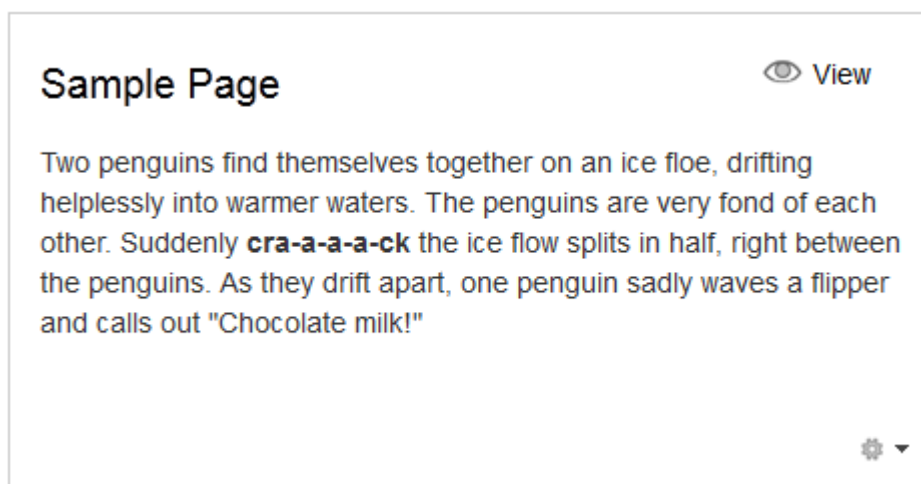 Sample Page
View
Two penguins find themselves together on an ice floe, drifting
helplessly into warmer waters. The penguins are very fond of each
other. Suddenly cra-a-a-a-ck the ice flow splits in half, right between
the penguins. As they drift apart, one penguin sadly waves a flipper
and calls out "Chocolate milk!"